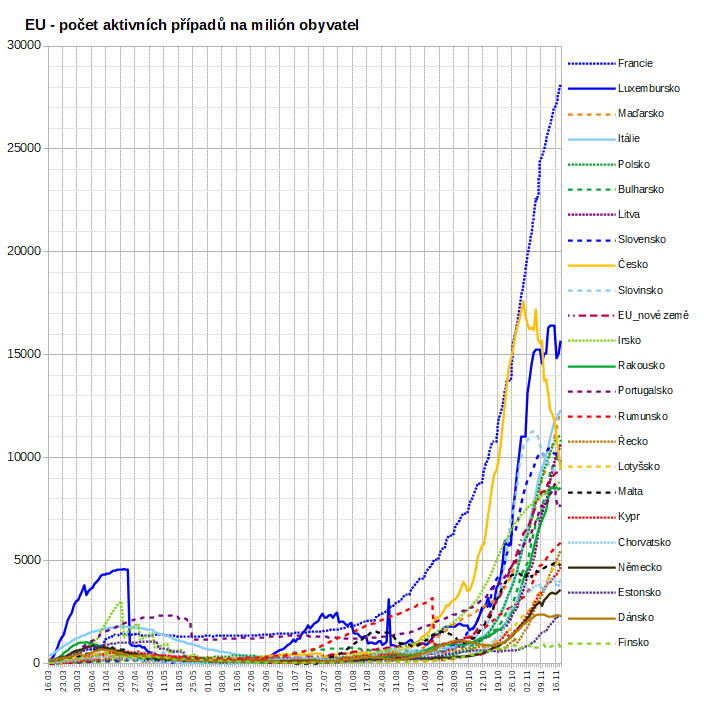 EU - počet aktivních případů na milión obyvatel
30000
25000
20000
15000
10000
5000
0
16.03
23.03
30.03
06.04
13.04
20.04
27.04
04.05
11.05
18.05
25.05
01.06
08.06
15.06
22.06
29.06
06.07
13.07
20.07
27.07
03.08
10.08
17.08
24.08
31.08
07.09
14.09
21.09
28.09
05.10
12.10
19.10
26.10
02.11
09.11
16.11
Francie
Luxembursko
Maďarsko
Itálie
Polsko
Bulharsko
Litva
Slovensko
Česko
Slovinsko
EU_nové země
Irsko
Rakousko
Portugalsko
Rumunsko
Řecko
Lotyšsko
Malta
Kypr
Chorvatsko
Německo
Estonsko
Dánsko
Finsko